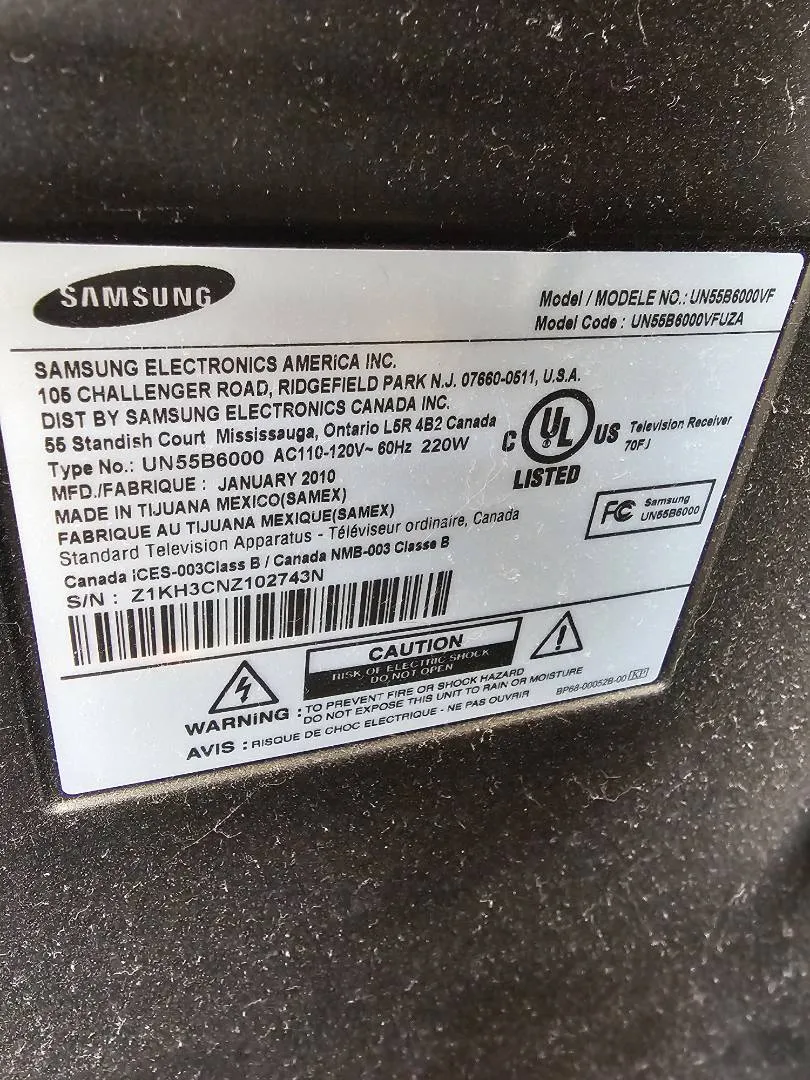 SAMSUNG
Model / MODELE NO.: UN55B6000VF
Model Code : UN55B6000VFUZA
SAMSUNG ELECTRONICS AMERICA INC.
105 CHALLENGER ROAD, RIDGEFIELD PARK N.J. 07660-0511, U.S.A.
DIST BY SAMSUNG ELECTRONICS CANADA INC.
55 Standish Court Mississauga, Ontario L5R 4B2 Canada
Type No.: UN55B6000 AC110-120V~ 60Hz 220W
MFD./FABRIQUE : JANUARY 2010
MADE IN TIJUANA MEXICO(SAMEX)
FABRIQUE AU TIJUANA MEXIQUE(SAMEX)
Standard Television Apparatus - Téléviseur ordinaire, Canada
Canada ICES-003Class B / Canada NMB-003 Classe B
S/N : Z1KH3CNZ102743N
C UL US
LISTED
Television Receiver
70FJ
FC Samsung
UN55B6000
CAUTION
RISK OF ELECTRIC SHOCK
DO NOT OPEN
WARNING : TO PREVENT FIRE OR SHOCK HAZARD
DO NOT EXPOSE THIS UNIT TO RAIN OR MOISTURE
AVIS : RISQUE DE CHOC ELECTRIQUE - NE PAS OUVRIR
BP68-00052B-00 KP